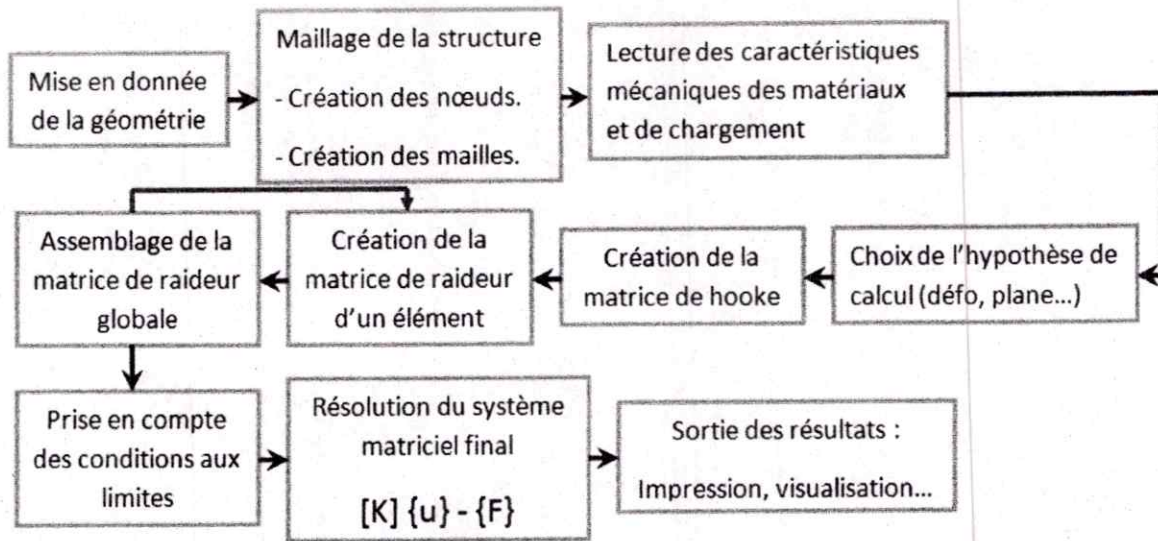 Mise en donnée
de la géométrie
Maillage de la structure
- Création des nœuds.
- Création des mailles.
Lecture des caractéristiques
mécaniques des matériaux
et de chargement
Choix de l'hypothèse de
calcul (défo, plane...)
Création de la
matrice de hooke
Création de la
matrice de raideur
d'un élément
Assemblage de la
matrice de raideur
globale
Prise en compte
des conditions aux
limites
Résolution du système
matriciel final
[K] {u} - {F}
Sortie des résultats :
Impression, visualisation...